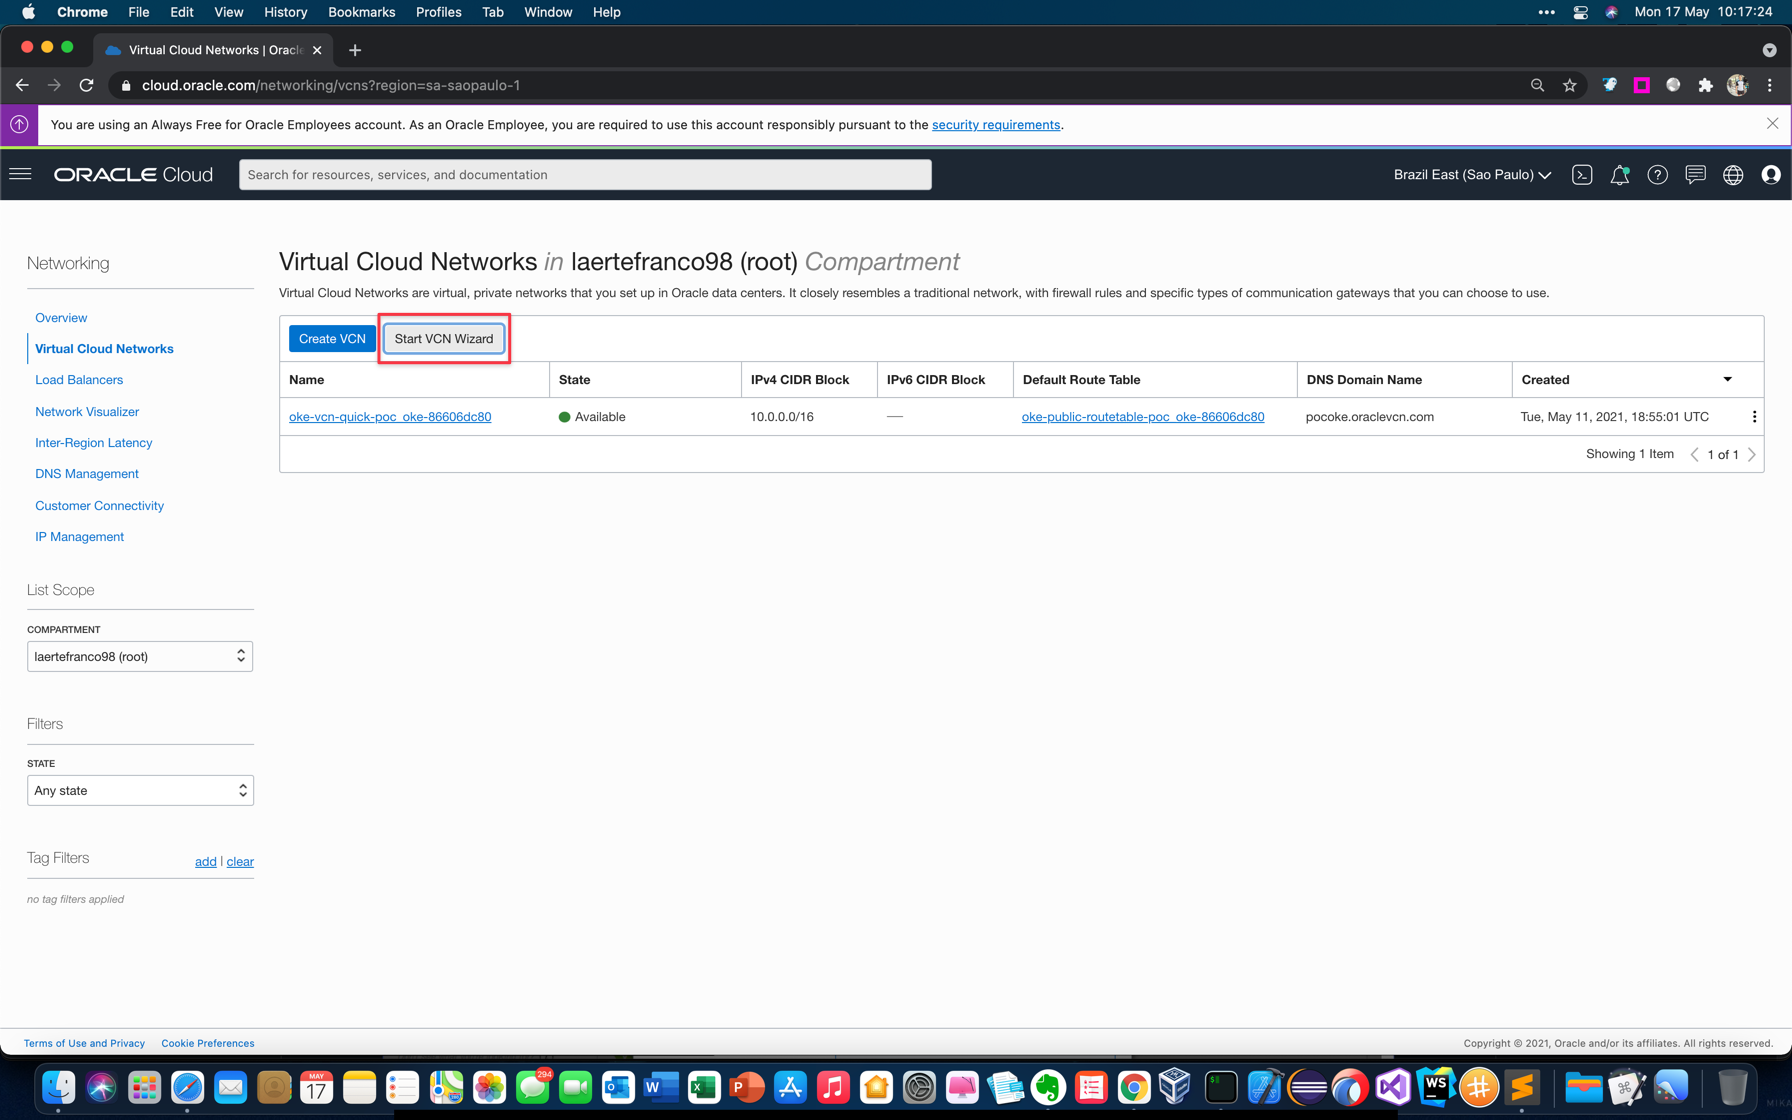 Chrome File Edit View History Bookmarks Profiles Tab Window Help Mon 17 May 10:17:24
Virtual Cloud Networks | Oracle
cloud.oracle.com/networking/vcns?region=sa-saopaulo-1
You are using an Always Free for Oracle Employees account. As an Oracle Employee, you are required to use this account responsibly pursuant to the security requirements.
ORACLE Cloud Search for resources, services, and documentation Brazil East (Sao Paulo)
Networking
Overview
Virtual Cloud Networks
Load Balancers
Network Visualizer
Inter-Region Latency
DNS Management
Customer Connectivity
IP Management
List Scope
COMPARTMENT
laertefranco98 (root)
Filters
STATE
Any state
Tag Filters add | clear
no tag filters applied
Virtual Cloud Networks in laertefranco98 (root) Compartment
Virtual Cloud Networks are virtual, private networks that you set up in Oracle data centers. It closely resembles a traditional network, with firewall rules and specific types of communication gateways that you can choose to use.
Create VCN Start VCN Wizard
Name State IPv4 CIDR Block IPv6 CIDR Block Default Route Table DNS Domain Name Created
oke-vcn-quick-poc_oke-86606dc80 Available 10.0.0.0/16 — oke-public-routetable-poc_oke-86606dc80 pocoke.oraclevcn.com Tue, May 11, 2021, 18:55:01 UTC
Showing 1 Item 1 of 1
Terms of Use and Privacy Cookie Preferences Copyright © 2021, Oracle and/or its affiliates. All rights reserved.
MAY
17
294
W
X
P
WS